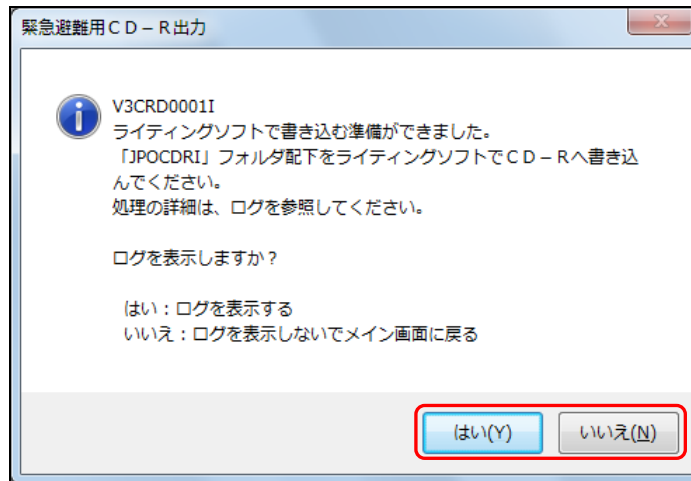 緊急避難用ＣＤ－Ｒ出力
V3CRD0001I
ライティングソフトで書き込む準備ができました。
「JPOCDRI」フォルダ配下をライティングソフトでＣＤ－Ｒへ書き込
んでください。
処理の詳細は、ログを参照してください。
ログを表示しますか？
はい：ログを表示する
いいえ：ログを表示しないでメイン画面に戻る
はい(Y) いいえ(N)